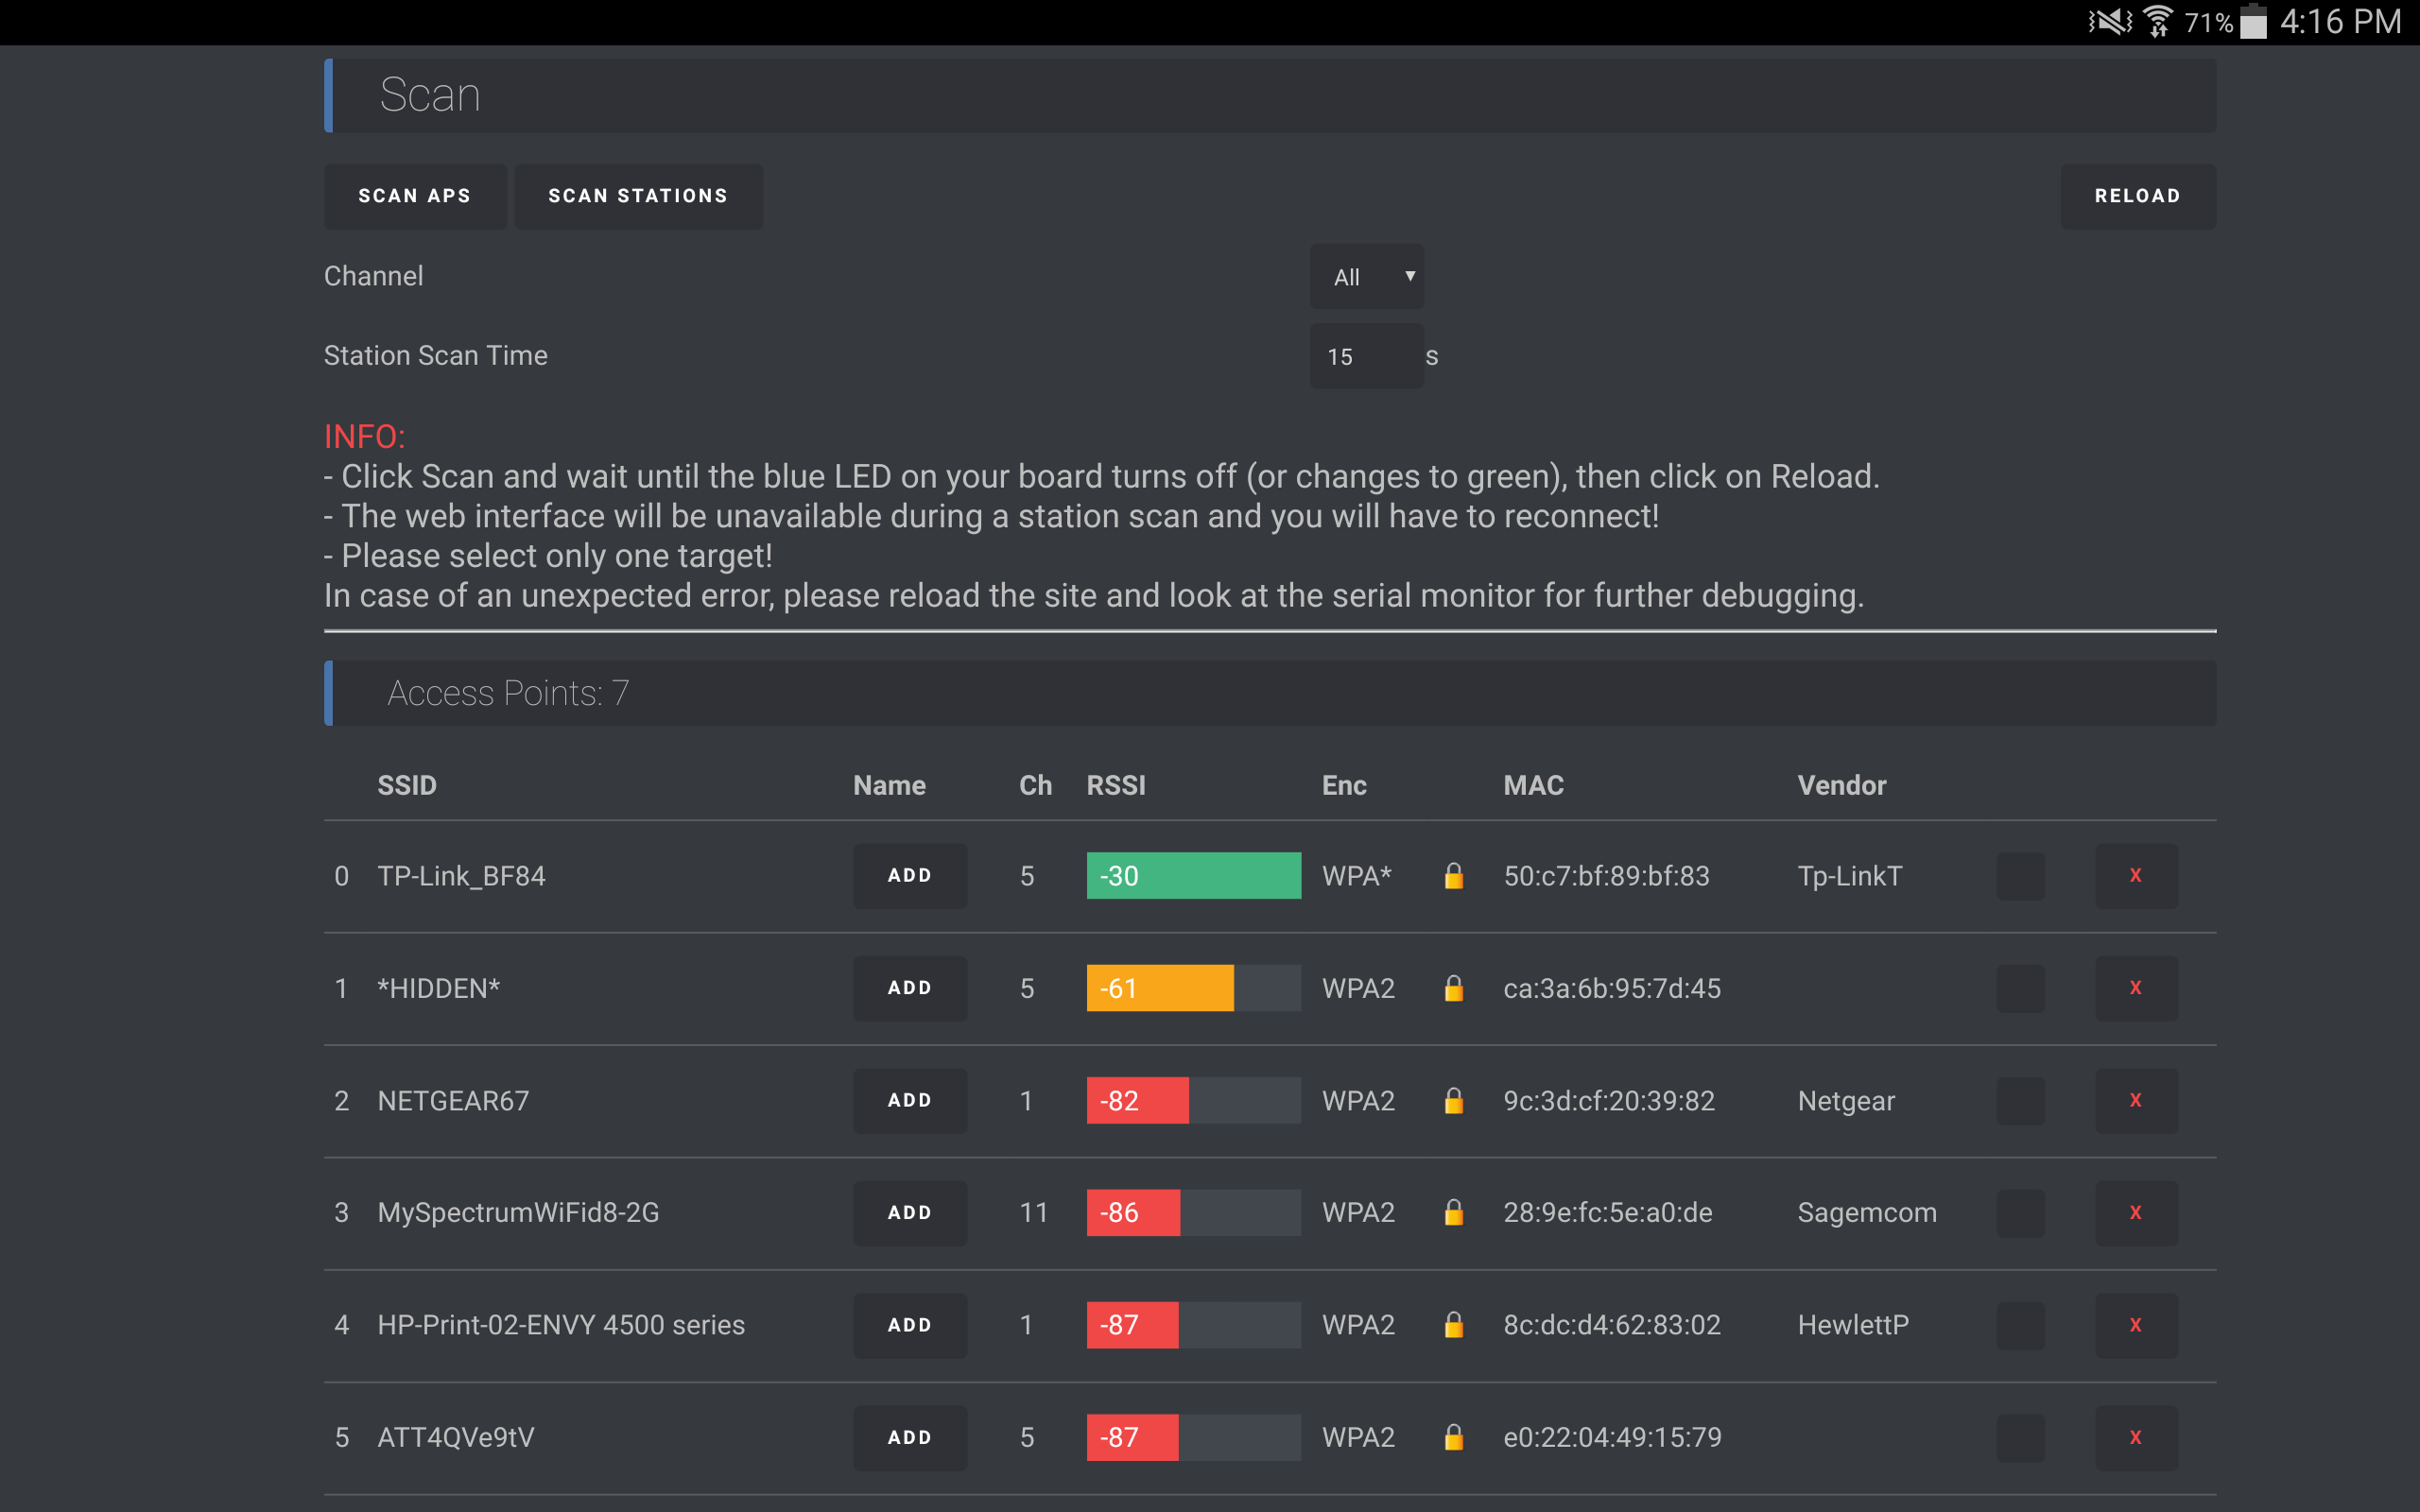 71% 4:16 PM
Scan
SCAN APS SCAN STATIONS RELOAD
Channel All
Station Scan Time 15 s
INFO:
- Click Scan and wait until the blue LED on your board turns off (or changes to green), then click on Reload.
- The web interface will be unavailable during a station scan and you will have to reconnect!
- Please select only one target!
In case of an unexpected error, please reload the site and look at the serial monitor for further debugging.
Access Points: 7
SSID Name Ch RSSI Enc MAC Vendor
0 TP-Link_BF84 ADD 5 -30 WPA* 50:c7:bf:89:bf:83 Tp-LinkT X
1 *HIDDEN* ADD 5 -61 WPA2 ca:3a:6b:95:7d:45 X
2 NETGEAR67 ADD 1 -82 WPA2 9c:3d:cf:20:39:82 Netgear X
3 MySpectrumWiFid8-2G ADD 11 -86 WPA2 28:9e:fc:5e:a0:de Sagemcom X
4 HP-Print-02-ENVY 4500 series ADD 1 -87 WPA2 8c:dc:d4:62:83:02 HewlettP X
5 ATT4QVe9tV ADD 5 -87 WPA2 e0:22:04:49:15:79 X